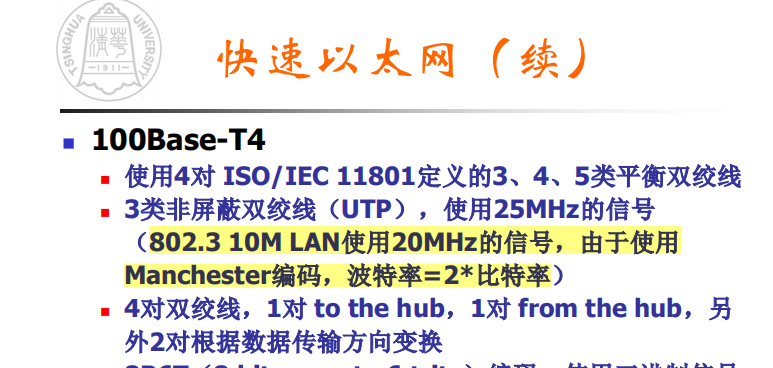 TSINGHUA UNIVERSITY
清華
1911
快速以太网（续）
100Base-T4
使用4对 ISO/IEC 11801定义的3、4、5类平衡双绞线
3类非屏蔽双绞线（UTP），使用25MHz的信号
（802.3 10M LAN使用20MHz的信号，由于使用
Manchester编码，波特率=2*比特率）
4对双绞线，1对 to the hub，1对 from the hub，另
外2对根据数据传输方向变换